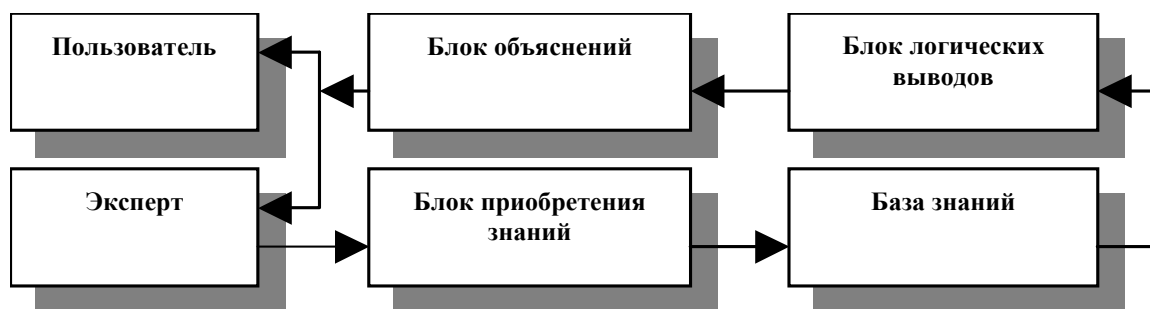 Пользователь
Блок объяснений
Блок логических
выводов
Эксперт
Блок приобретения
знаний
База знаний